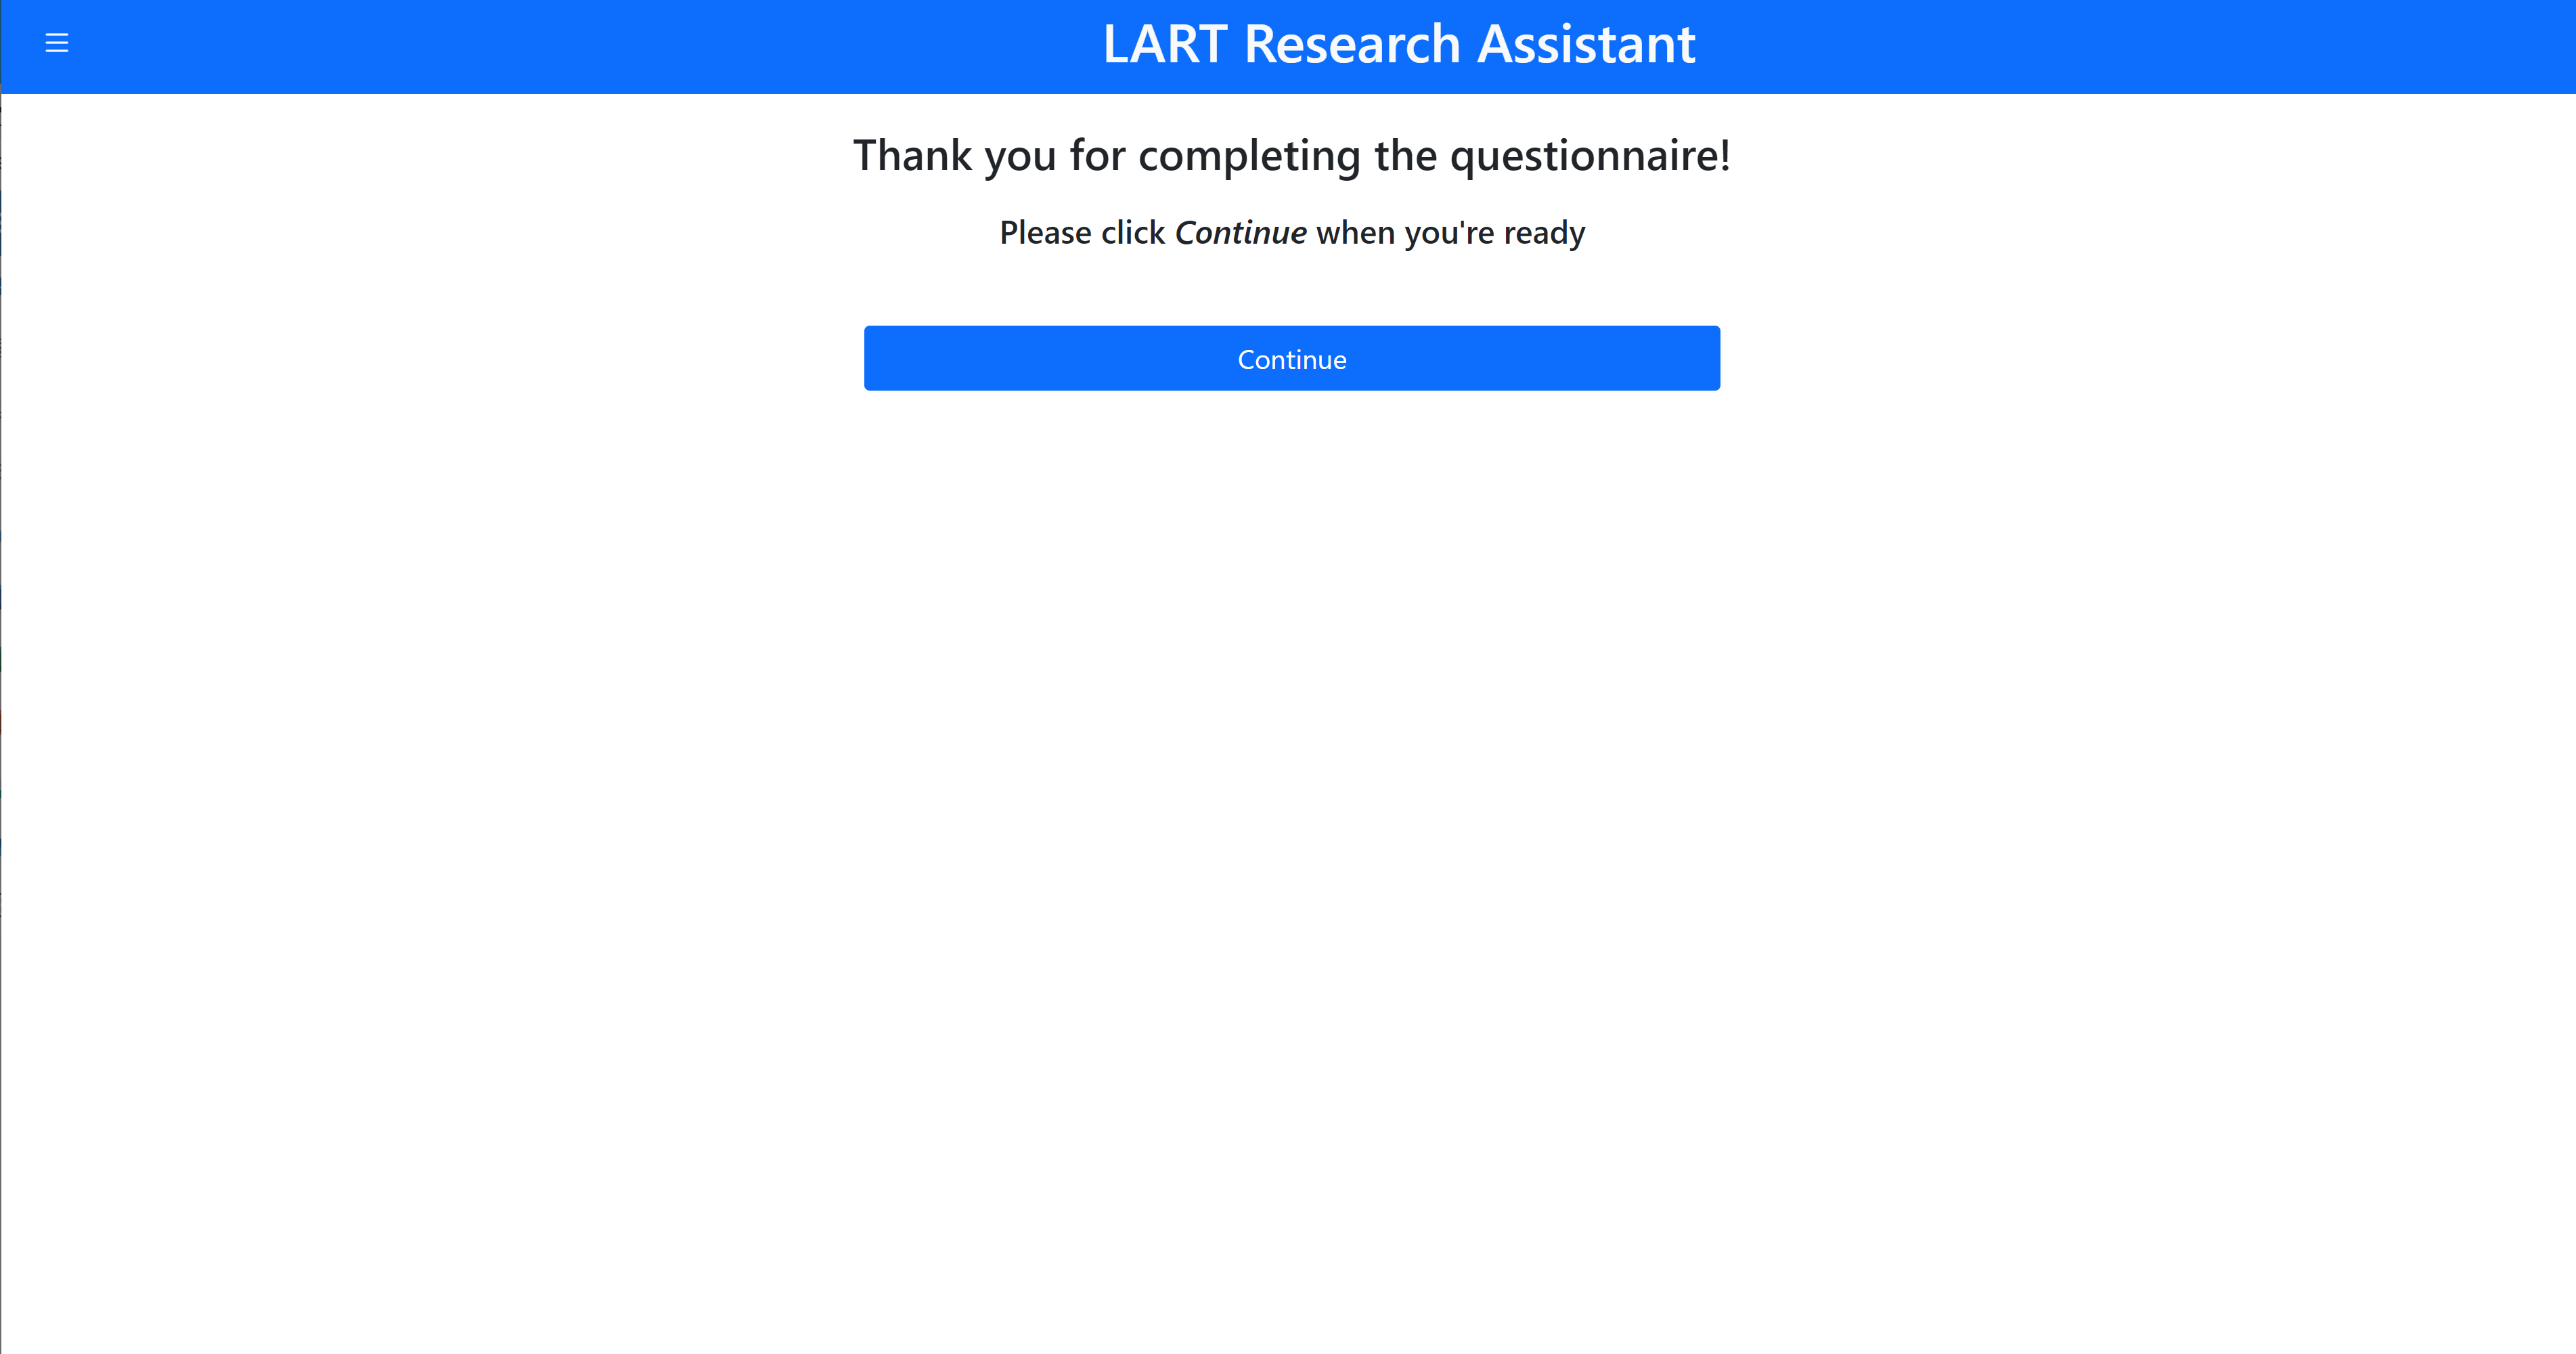 LART Research Assistant
Thank you for completing the questionnaire!
Please click Continue when you're ready
Continue